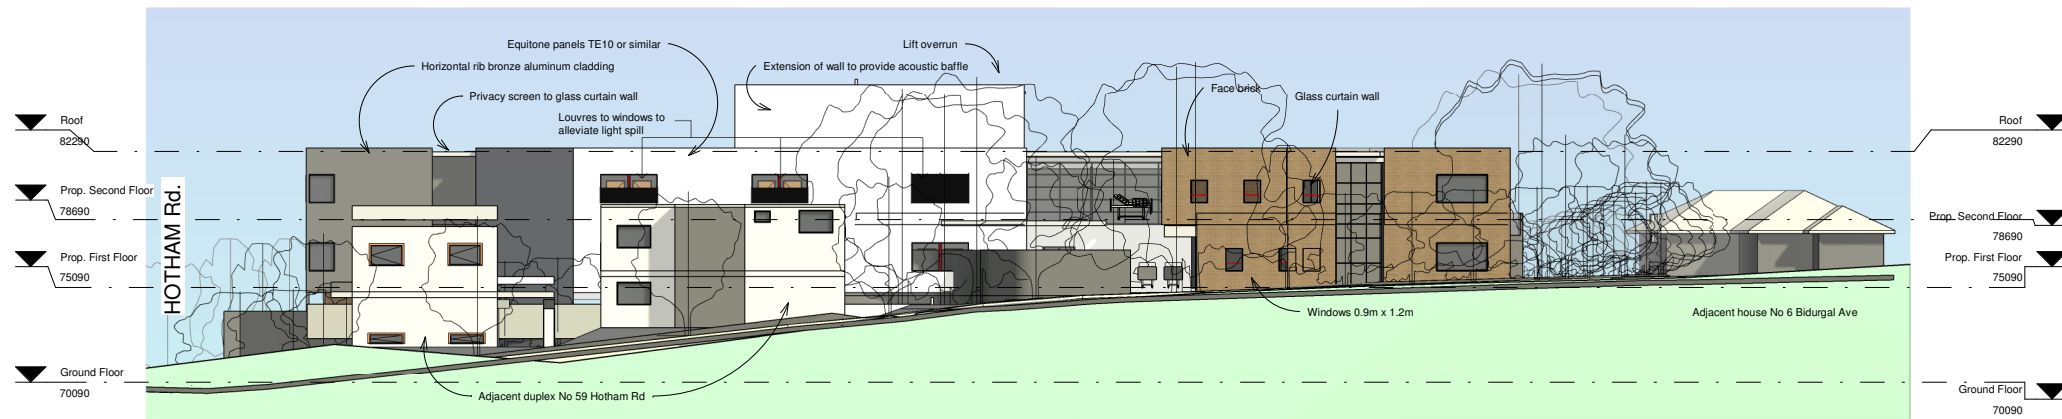 Equitone panels TE10 or similar
Lift overrun
Horizontal rib bronze aluminum cladding
Extension of wall to provide acoustic baffle
Privacy screen to glass curtain wall
Face brick
Glass curtain wall
Louvres to windows to
alleviate light spill
Roof
82290
Roof
82290
Prop. Second Floor
78690
HOTHAM Rd.
Prop. Second Floor
78690
Prop. First Floor
75090
Prop. First Floor
75090
Windows 0.9m x 1.2m
Adjacent house No 6 Bidurgal Ave
Ground Floor
70090
Adjacent duplex No 59 Hotham Rd
Ground Floor
70090